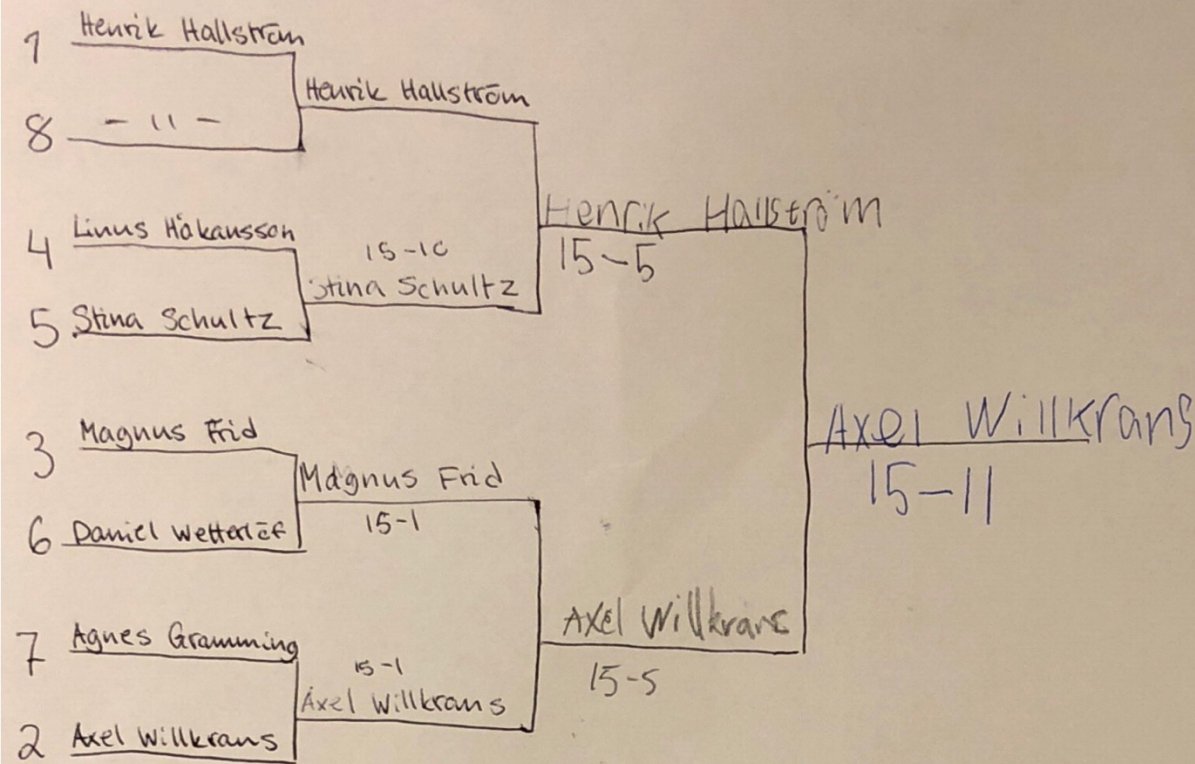 1 Henrik Hallström
Henrik Hallström
8 - 11 -
Henrik Hallström
15-5
4 Linus Håkansson
15-10
Stina Schultz
5 Stina Schultz
Axel Willkrans
15-11
3 Magnus Frid
Magnus Frid
15-1
6 Daniel Wetterlöf
Axel Willkrans
15-5
7 Agnes Gramming
15-1
Axel Willkrans
2 Axel Willkrans